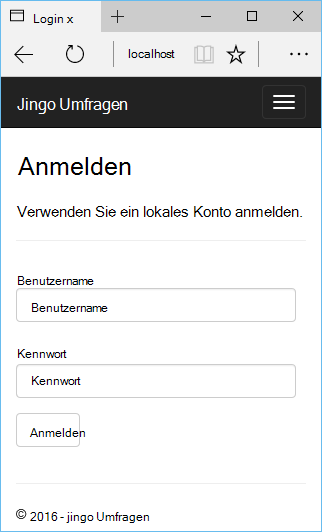 Login x
localhost
Jingo Umfragen
Anmelden
Verwenden Sie ein lokales Konto anmelden.
Benutzername
Benutzername
Kennwort
Kennwort
Anmelden
© 2016 - jingo Umfragen